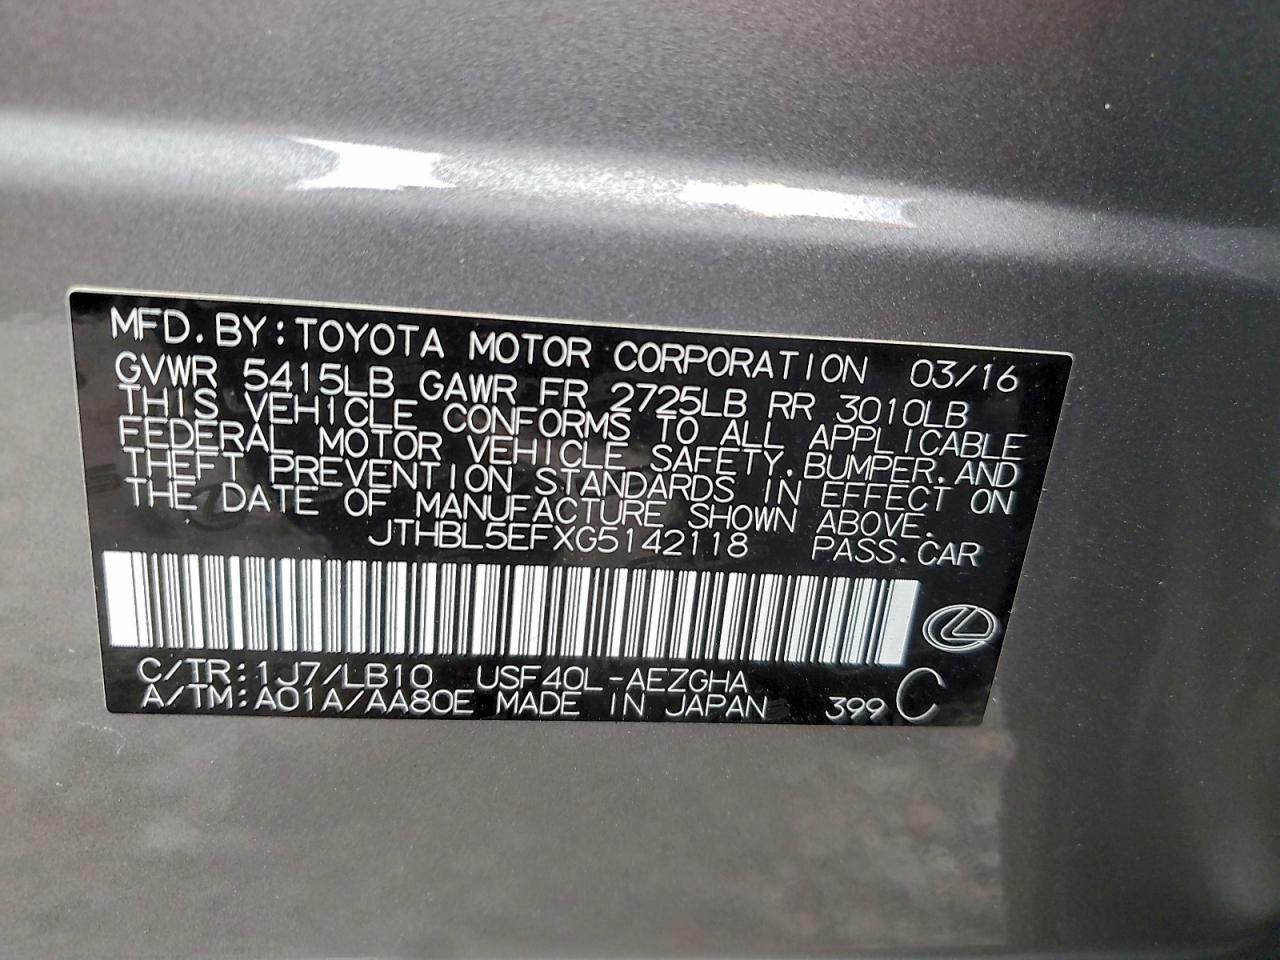 MFD. BY: TOYOTA MOTOR CORPORATION 03/16
GVWR 5415LB GAWR FR 2725LB RR 3010LB
THIS VEHICLE CONFORMS TO ALL APPLICABLE
FEDERAL MOTOR VEHICLE SAFETY, BUMPER, AND
THEFT PREVENTION STANDARDS IN EFFECT ON
THE DATE OF MANUFACTURE SHOWN ABOVE.
JTHBL5EFXG5142118 PASS. CAR
C/TR: 1J7/LB10 USF40L-AEZGHA
A/TM: A01A/AA80E MADE IN JAPAN 399 C